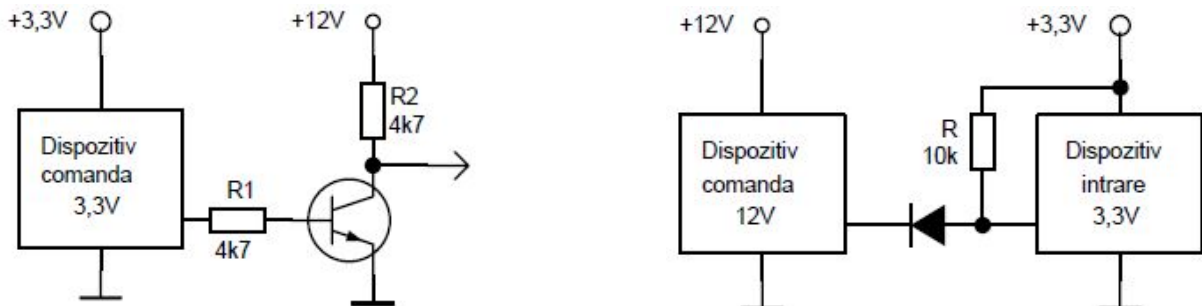 +3,3V
+12V
R2
4k7
Dispozitiv
comanda
3,3V
R1
4k7
+12V
+3,3V
R
10k
Dispozitiv
comanda
12V
Dispozitiv
intrare
3,3V